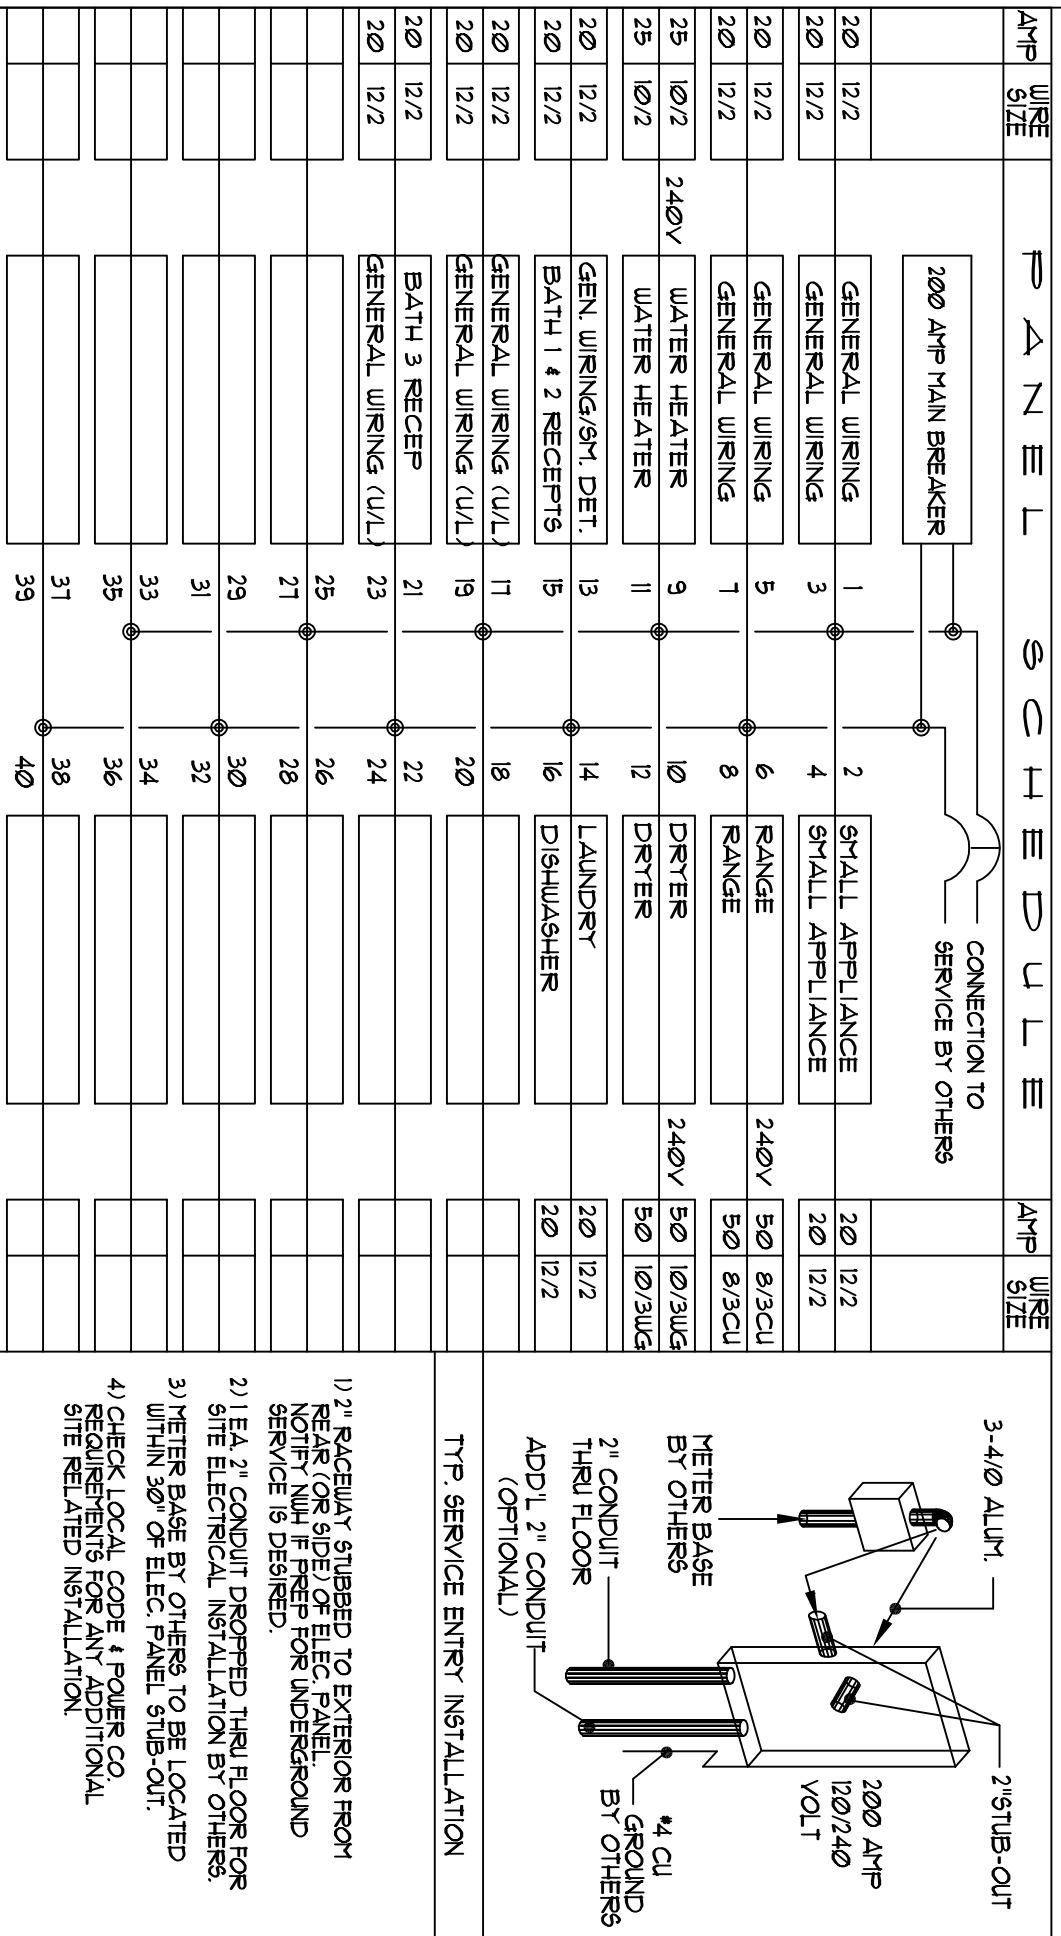 PANEL SCHEDULE
AMP
WIRE
SIZE
AMP
WIRE
SIZE
200 AMP MAIN BREAKER
CONNECTION TO
SERVICE BY OTHERS
20 12/2 GENERAL WIRING 1 2 SMALL APPLIANCE 20 12/2
20 12/2 GENERAL WIRING 3 4 SMALL APPLIANCE 20 12/2
20 12/2 GENERAL WIRING 5 6 RANGE 240V 50 8/3CU
20 12/2 GENERAL WIRING 7 8 RANGE 50 8/3CU
25 10/2 240V WATER HEATER 9 10 DRYER 240V 50 10/3WG
25 10/2 WATER HEATER 11 12 DRYER 50 10/3WG
20 12/2 GEN. WIRING/SM. DET. 13 14 LAUNDRY 20 12/2
20 12/2 BATH 1 & 2 RECEPTS 15 16 DISHWASHER 20 12/2
20 12/2 GENERAL WIRING (U/L) 17 18
20 12/2 GENERAL WIRING (U/L) 19 20
20 12/2 BATH 3 RECEP 21 22
20 12/2 GENERAL WIRING (U/L) 23 24
25 26
27 28
29 30
31 32
33 34
35 36
37 38
39 40
3-4/0 ALUM.
2"STUB-OUT
200 AMP
120/240
VOLT
METER BASE
BY OTHERS
2" CONDUIT
THRU FLOOR
ADD'L 2" CONDUIT
(OPTIONAL)
#4 CU
GROUND
BY OTHERS
TYP. SERVICE ENTRY INSTALLATION
1) 2" RACEWAY STUBBED TO EXTERIOR FROM
REAR (OR SIDE) OF ELEC. PANEL.
NOTIFY NWH IF PREP FOR UNDERGROUND
SERVICE IS DESIRED.
2) 1 EA. 2" CONDUIT DROPPED THRU FLOOR FOR
SITE ELECTRICAL INSTALLATION BY OTHERS.
3) METER BASE BY OTHERS TO BE LOCATED
WITHIN 30" OF ELEC. PANEL STUB-OUT.
4) CHECK LOCAL CODE & POWER CO.
REQUIREMENTS FOR ANY ADDITIONAL
SITE RELATED INSTALLATION.